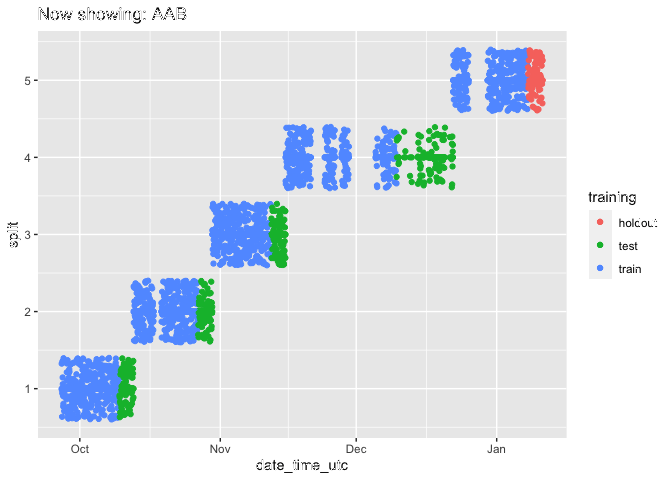 Now showing: AAB
split
5
4
3
2
1
Oct
Nov
Dec
Jan
date_time_utc
training
holdout
test
train